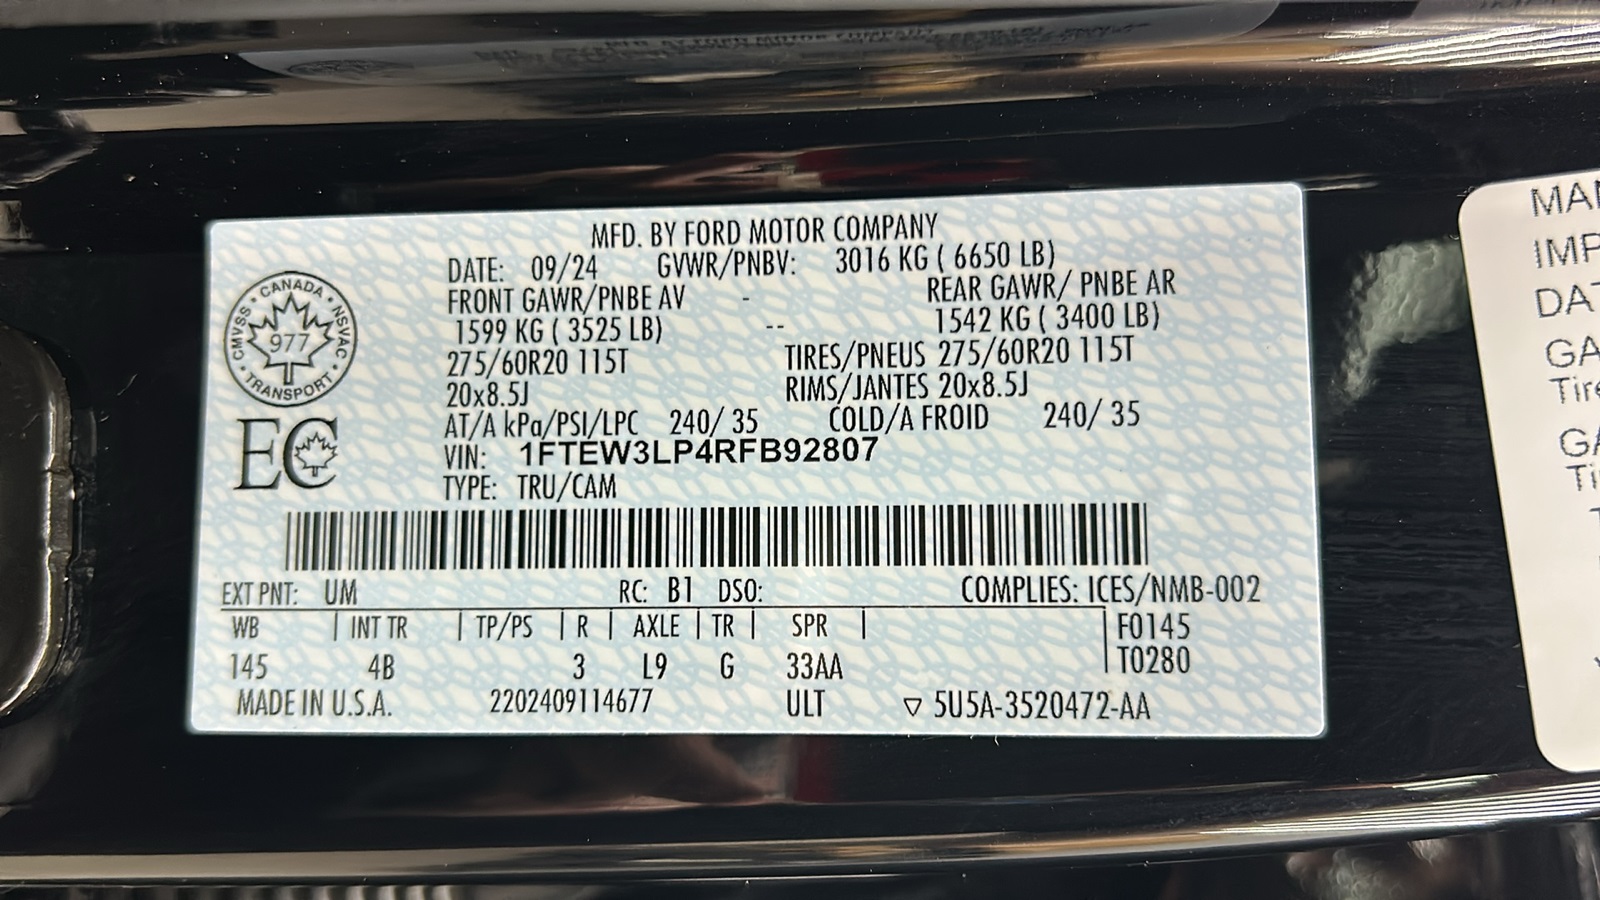 MFD. BY FORD MOTOR COMPANY
DATE: 09/24 GVWR/PNBV: 3016 KG ( 6650 LB)
FRONT GAWR/PNBE AV - REAR GAWR/ PNBE AR
1599 KG ( 3525 LB) -- 1542 KG ( 3400 LB)
275/60R20 115T TIRES/PNEUS 275/60R20 115T
20x8.5J RIMS/JANTES 20x8.5J
AT/A kPa/PSI/LPC 240/ 35 COLD/A FROID 240/ 35
VIN: 1FTEW3LP4RFB92807
TYPE: TRU/CAM
CANADA
CMVSS NSVAC
977
TRANSPORT
EC
EXT PNT: UM RC: B1 DSO: COMPLIES: ICES/NMB-002
WB | INT TR | TP/PS | R | AXLE | TR | SPR | F0145
145 4B 3 L9 G 33AA T0280
MADE IN U.S.A. 2202409114677 ULT ▽ 5U5A-3520472-AA
MAN
IMP
DAT
GA
Tire
GA
Ti